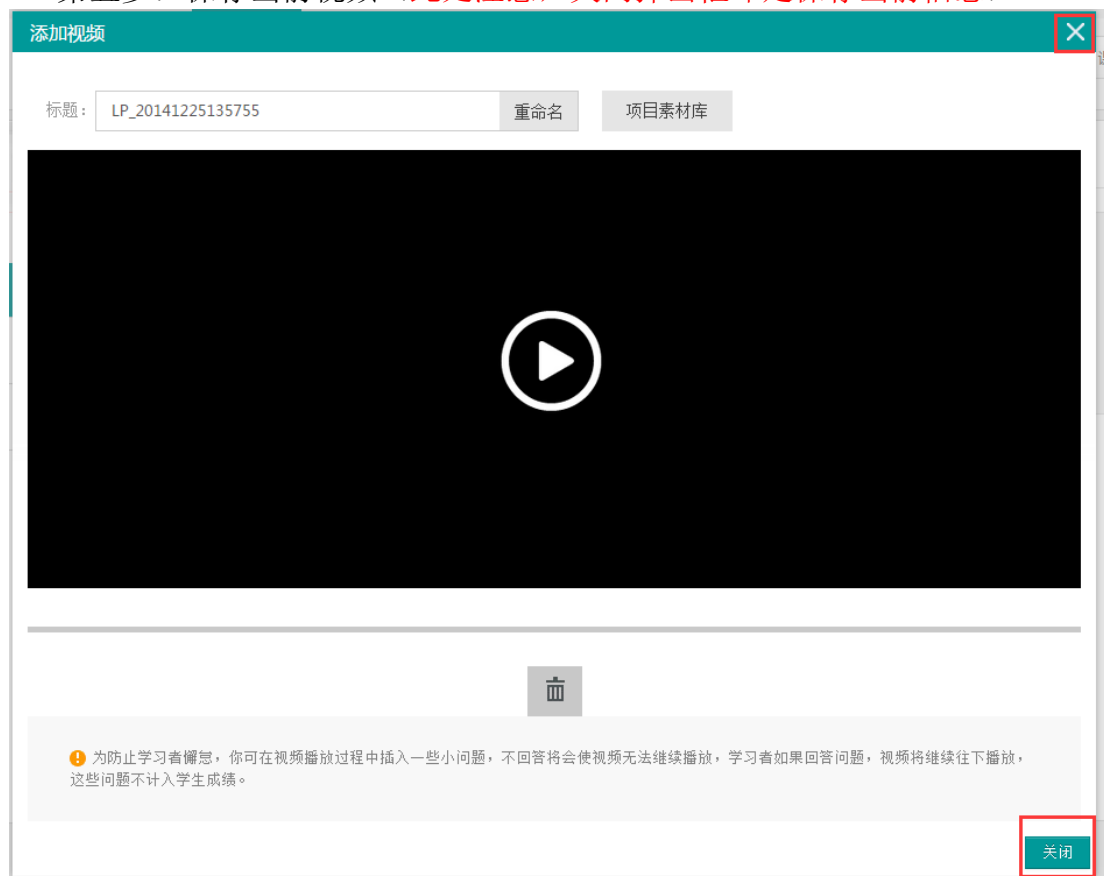 添加视频
标题： LP_20141225135755 重命名 项目素材库
为防止学习者懈怠，你可在视频播放过程中插入一些小问题，不回答将会使视频无法继续播放，学习者如果回答问题，视频将继续往下播放，
这些问题不计入学生成绩。
关闭